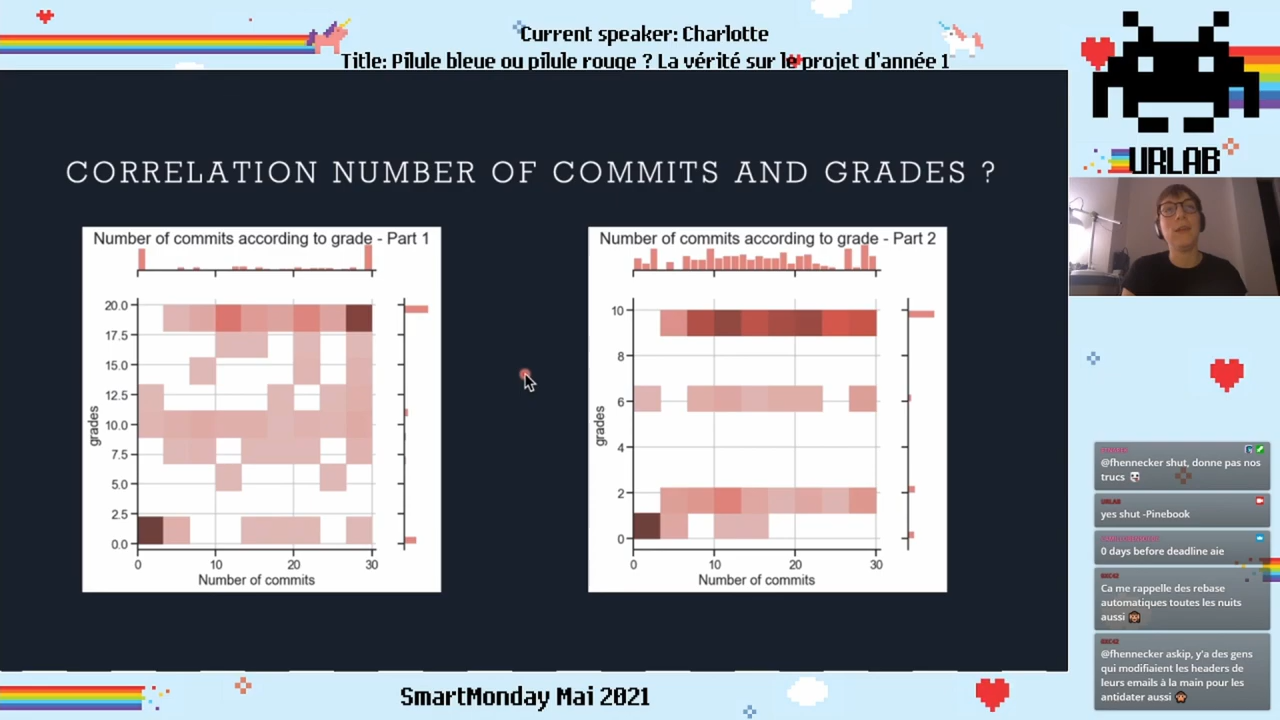 Current speaker: Charlotte
Title: Pilule bleue ou pilule rouge ? La vérité sur le projet d'année 1
URLAB
CORRELATION NUMBER OF COMMITS AND GRADES ?
Number of commits according to grade - Part 1
20.0
17.5
15.0
12.5
10.0
7.5
5.0
2.5
0.0
grades
0 10 20 30
Number of commits
Number of commits according to grade - Part 2
10
8
6
4
2
0
grades
0 10 20 30
Number of commits
@fhennecker shut, donne pas nos
trucs
URLAB
yes shut -Pinebook
0 days before deadline aie
Ca me rappelle des rebase
automatiques toutes les nuits
aussi
@fhennecker askip, y'a des gens
qui modifiaient les headers de
leurs emails à la main pour les
antidater aussi
SmartMonday Mai 2021